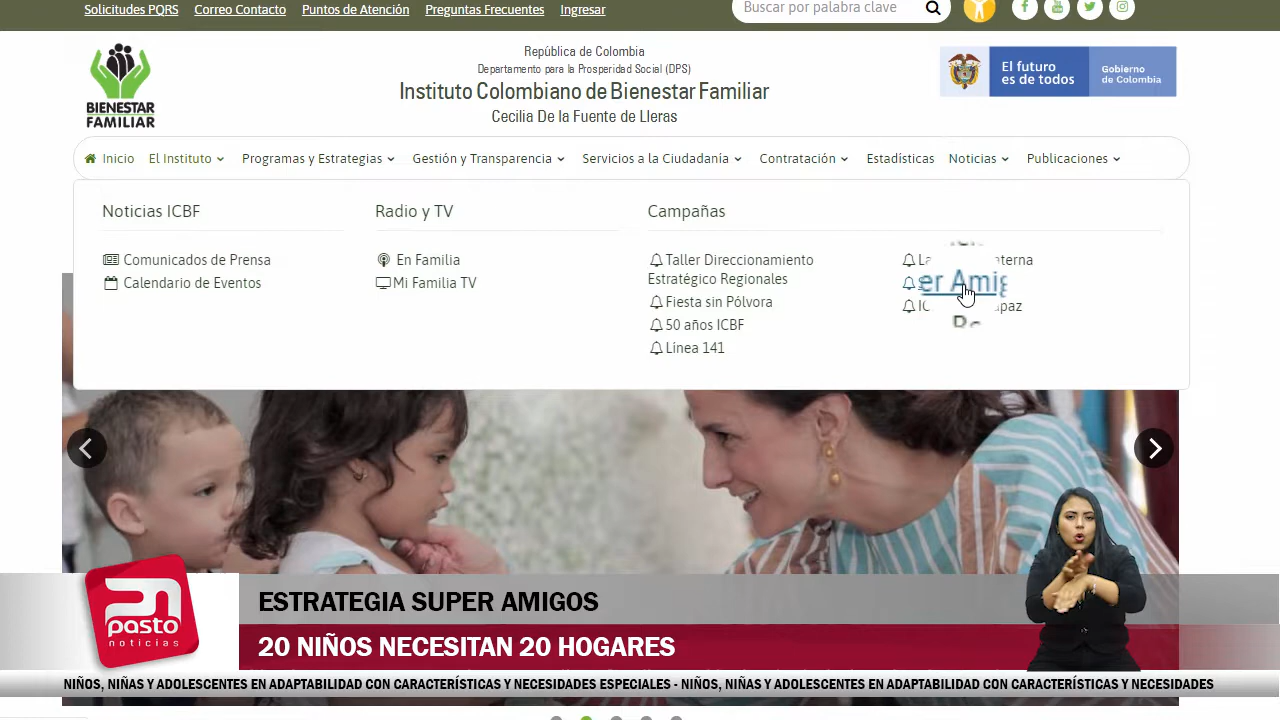 Solicitudes PQRS Correo Contacto Puntos de Atención Preguntas Frecuentes Ingresar
Buscar por palabra clave
BIENESTAR
FAMILIAR
República de Colombia
Departamento para la Prosperidad Social (DPS)
Instituto Colombiano de Bienestar Familiar
Cecilia De la Fuente de Lleras
El futuro
es de todos
Gobierno
de Colombia
Inicio El Instituto Programas y Estrategias Gestión y Transparencia Servicios a la Ciudadanía Contratación Estadísticas Noticias Publicaciones
Noticias ICBF
Comunicados de Prensa
Calendario de Eventos
Radio y TV
En Familia
Mi Familia TV
Campañas
Taller Direccionamiento
Estratégico Regionales
Fiesta sin Pólvora
50 años ICBF
Línea 141
er Amig
pasto
noticias
ESTRATEGIA SUPER AMIGOS
20 NIÑOS NECESITAN 20 HOGARES
NIÑOS, NIÑAS Y ADOLESCENTES EN ADAPTABILIDAD CON CARACTERÍSTICAS Y NECESIDADES ESPECIALES - NIÑOS, NIÑAS Y ADOLESCENTES EN ADAPTABILIDAD CON CARACTERÍSTICAS Y NECESIDADES